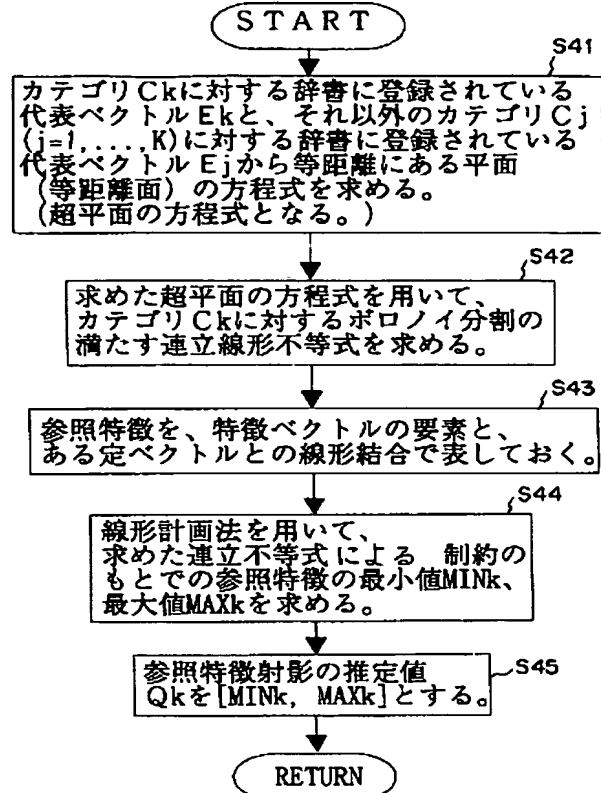 START
S41
カテゴリCkに対する辞書に登録されている
代表ベクトルEkと、それ以外のカテゴリCj
(j=1,...,K)に対する辞書に登録されている
代表ベクトルEjから等距離にある平面
(等距離面)の方程式を求める。
(超平面の方程式となる。)
S42
求めた超平面の方程式を用いて、
カテゴリCkに対するボロノイ分割の
満たす連立線形不等式を求める。
S43
参照特徴を、特徴ベクトルの要素と、
ある定ベクトルとの線形結合で表しておく。
S44
線形計画法を用いて、
求めた連立不等式による 制約の
もとでの参照特徴の最小値MINk、
最大値MAXkを求める。
S45
参照特徴射影の推定値
Qkを[MINk, MAXk]とする。
RETURN